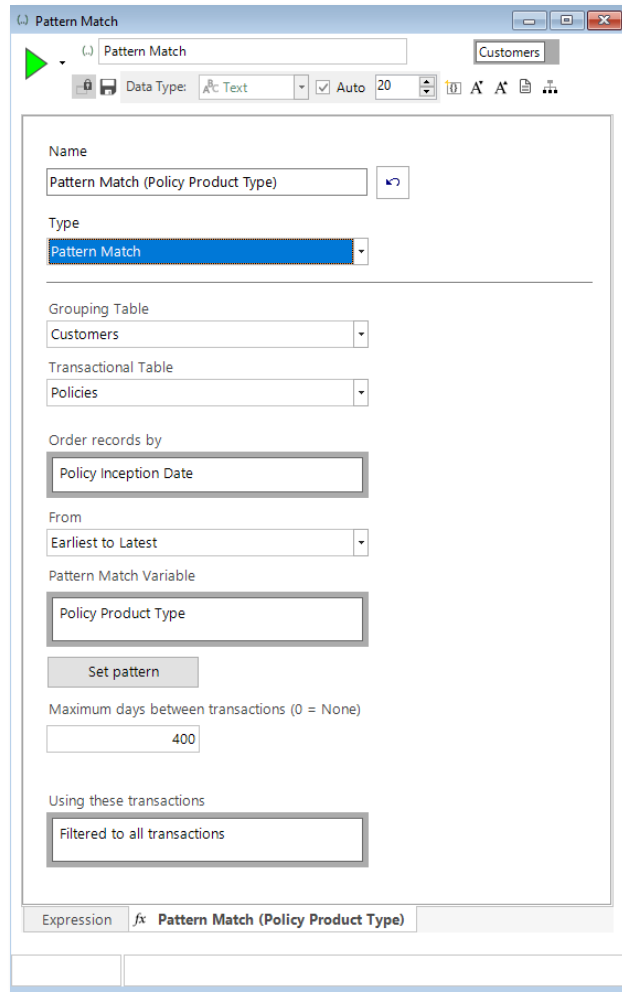 (..) Pattern Match
(..) Pattern Match Customers
Data Type: ABC Text Auto 20 A A
Name
Pattern Match (Policy Product Type)
Type
Pattern Match
Grouping Table
Customers
Transactional Table
Policies
Order records by
Policy Inception Date
From
Earliest to Latest
Pattern Match Variable
Policy Product Type
Set pattern
Maximum days between transactions (0 = None)
400
Using these transactions
Filtered to all transactions
Expression fx Pattern Match (Policy Product Type)